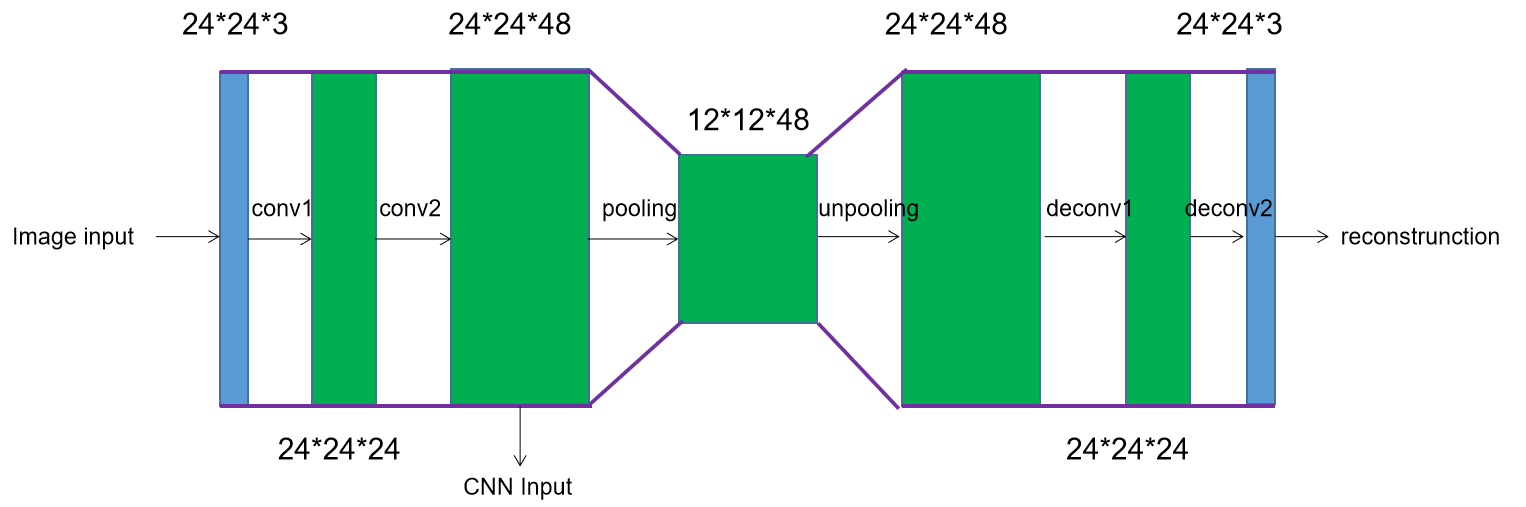 24*24*3
24*24*48
24*24*48
24*24*3
12*12*48
conv1
conv2
pooling
unpooling
deconv1
deconv2
Image input
reconstrunction
24*24*24
24*24*24
CNN Input